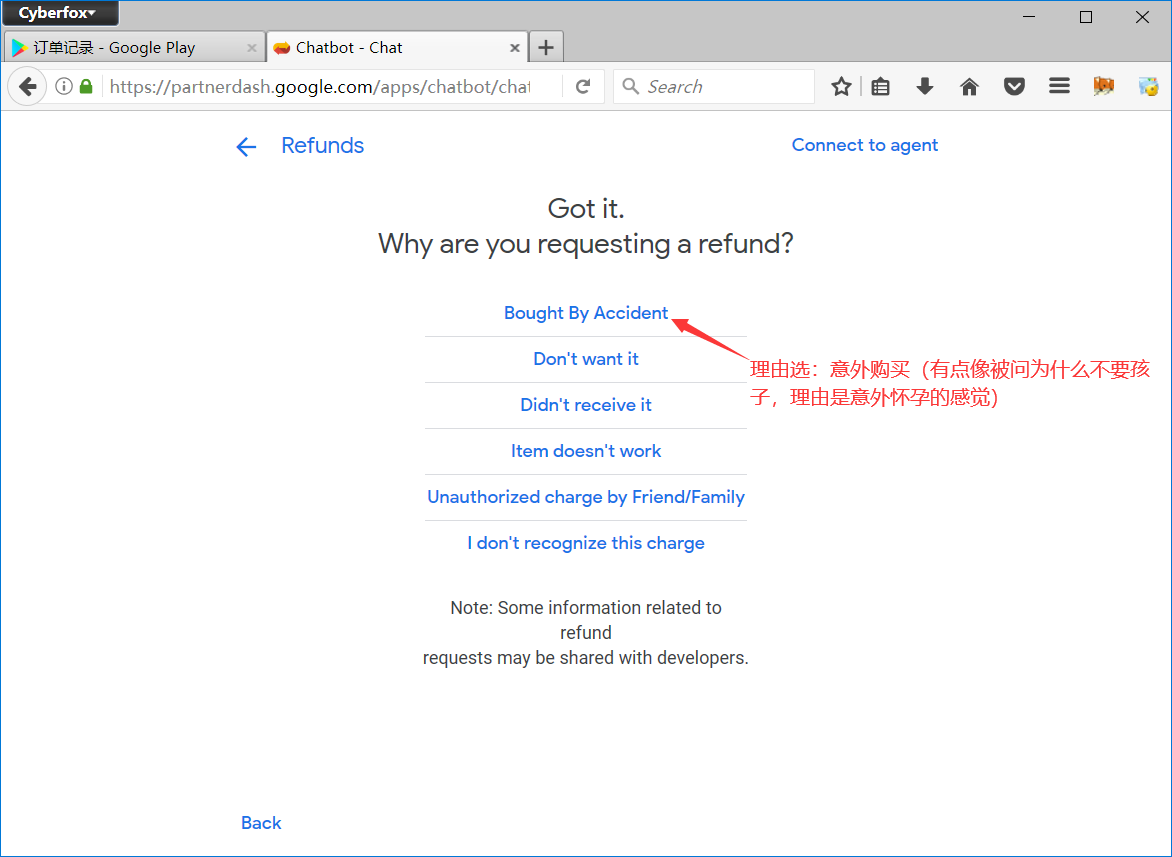 Cyberfox
订单记录 - Google Play
Chatbot - Chat
https://partnerdash.google.com/apps/chatbot/chat
Search
Refunds
Connect to agent
Got it.
Why are you requesting a refund?
Bought By Accident
Don't want it
理由选：意外购买（有点像被问为什么不要孩
子，理由是意外怀孕的感觉）
Didn't receive it
Item doesn't work
Unauthorized charge by Friend/Family
I don't recognize this charge
Note: Some information related to
refund
requests may be shared with developers.
Back